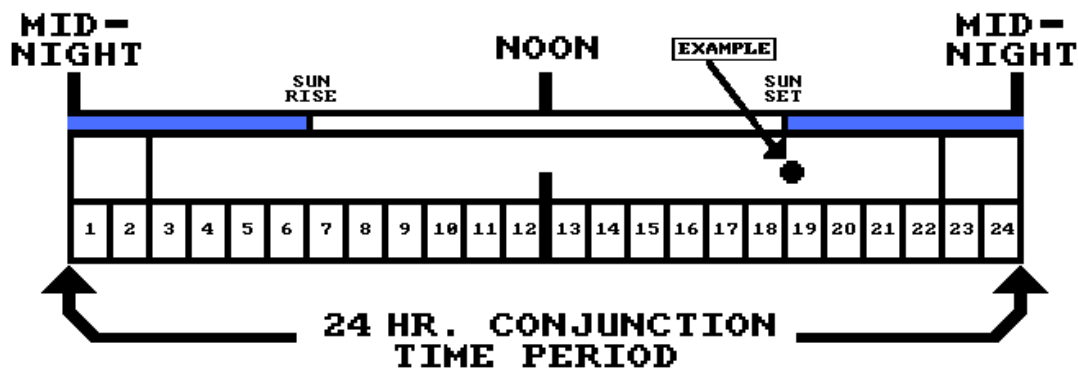 MID-
NIGHT
NOON
EXAMPLE
MID-
NIGHT
SUN
RISE
SUN
SET
1 2 3 4 5 6 7 8 9 10 11 12 13 14 15 16 17 18 19 20 21 22 23 24
24 HR. CONJUNCTION
TIME PERIOD